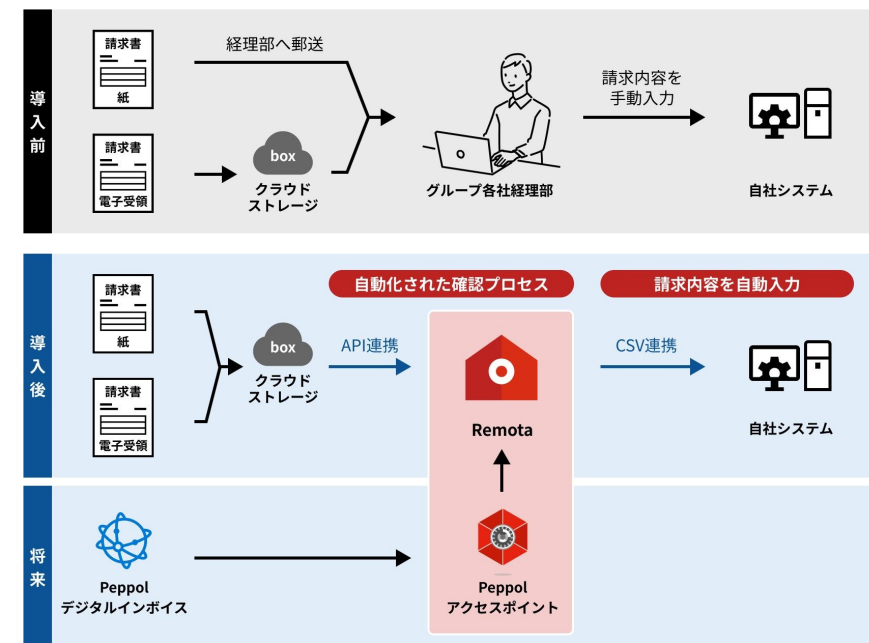 導入前
請求書
紙
経理部へ郵送
請求書
電子受領
box
クラウド
ストレージ
グループ各社経理部
請求内容を
手動入力
自社システム
導入後
自動化された確認プロセス
請求内容を自動入力
請求書
紙
請求書
電子受領
box
クラウド
ストレージ
API連携
Remota
CSV連携
自社システム
将来
Peppol
デジタルインボイス
Peppol
アクセスポイント